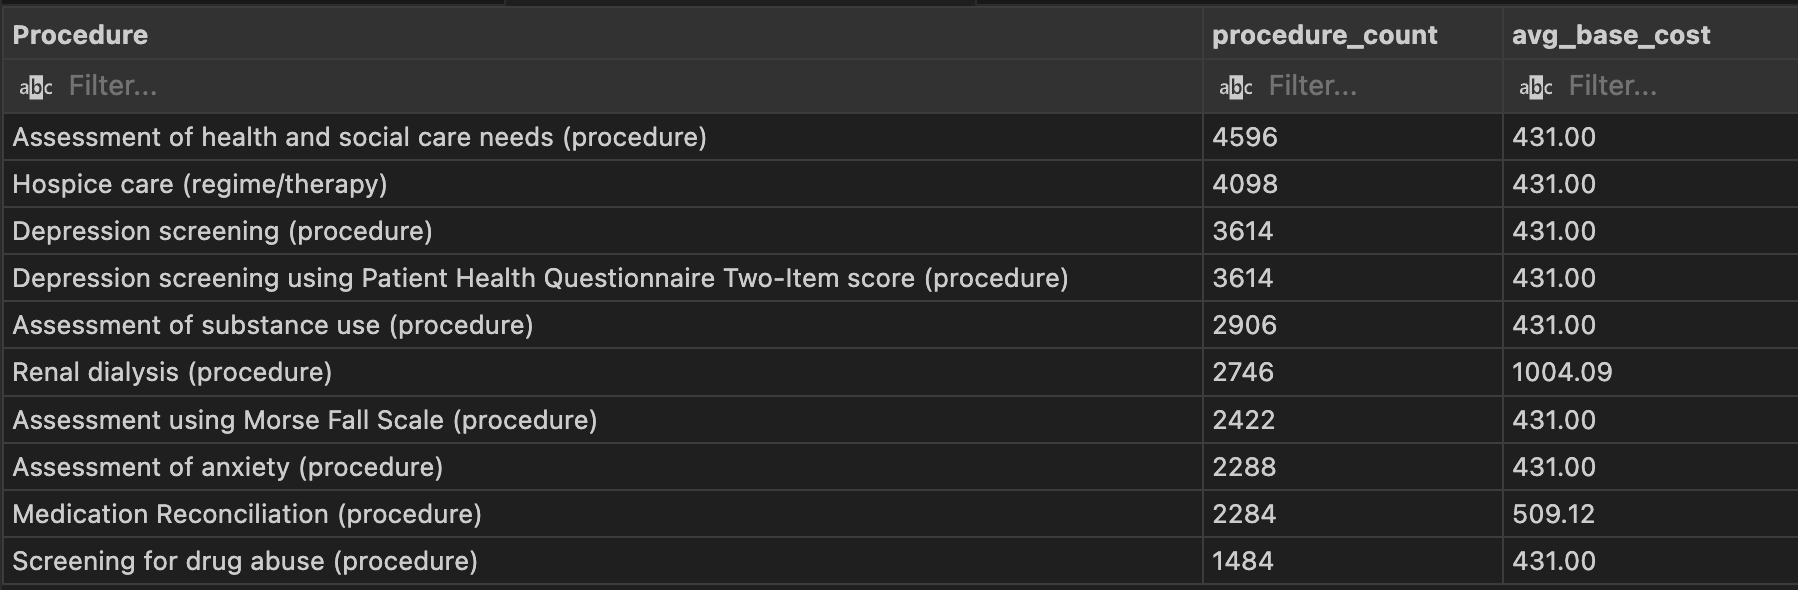 Procedure procedure_count avg_base_cost
abc Filter... abc Filter... abc Filter...
Assessment of health and social care needs (procedure) 4596 431.00
Hospice care (regime/therapy) 4098 431.00
Depression screening (procedure) 3614 431.00
Depression screening using Patient Health Questionnaire Two-Item score (procedure) 3614 431.00
Assessment of substance use (procedure) 2906 431.00
Renal dialysis (procedure) 2746 1004.09
Assessment using Morse Fall Scale (procedure) 2422 431.00
Assessment of anxiety (procedure) 2288 431.00
Medication Reconciliation (procedure) 2284 509.12
Screening for drug abuse (procedure) 1484 431.00